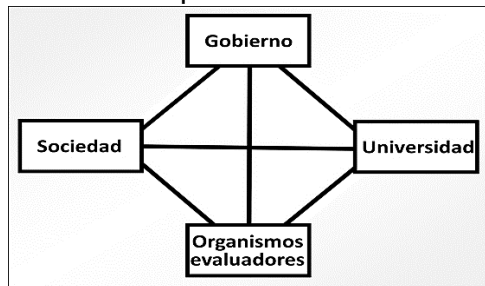 Gobierno
Sociedad
Universidad
Organismos
evaluadores